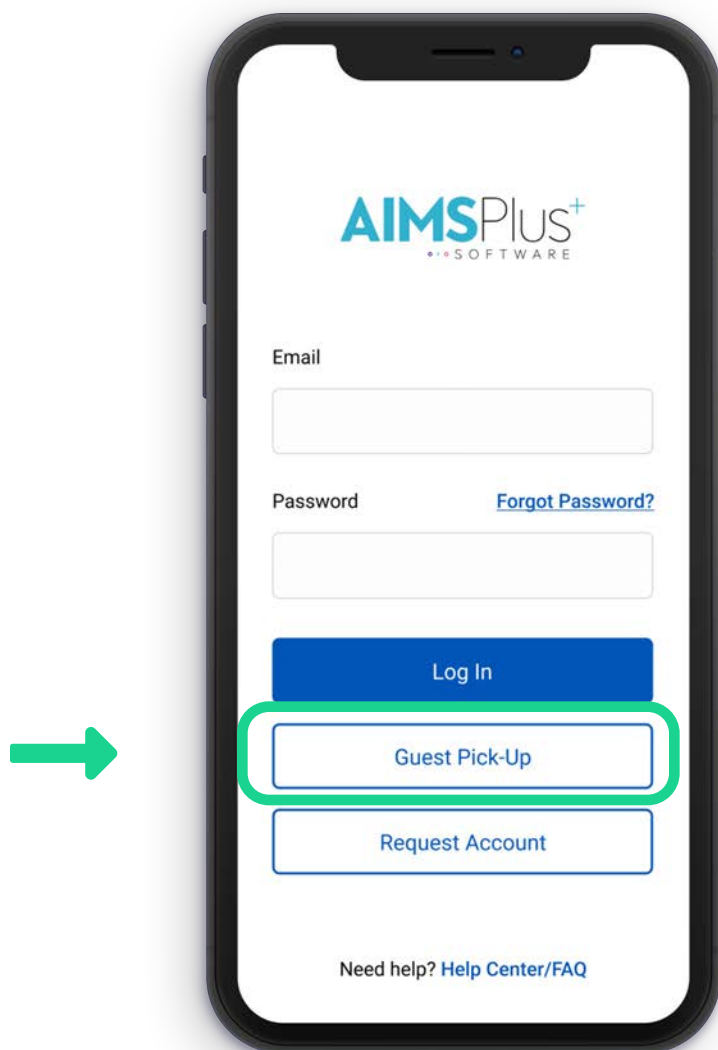 AIMSPlus+
SOFTWARE
Email
Password Forgot Password?
Log In
Guest Pick-Up
Request Account
Need help? Help Center/FAQ